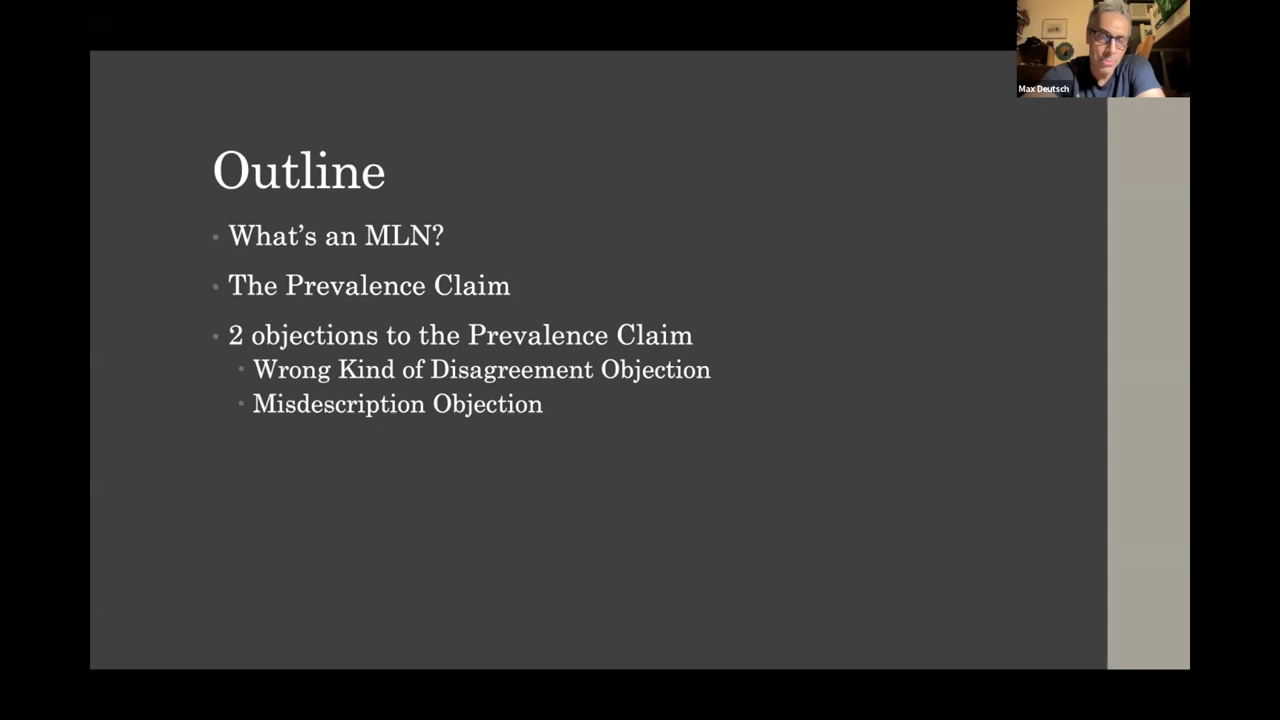 Max Deutsch
Outline
What's an MLN?
The Prevalence Claim
2 objections to the Prevalence Claim
Wrong Kind of Disagreement Objection
Misdescription Objection